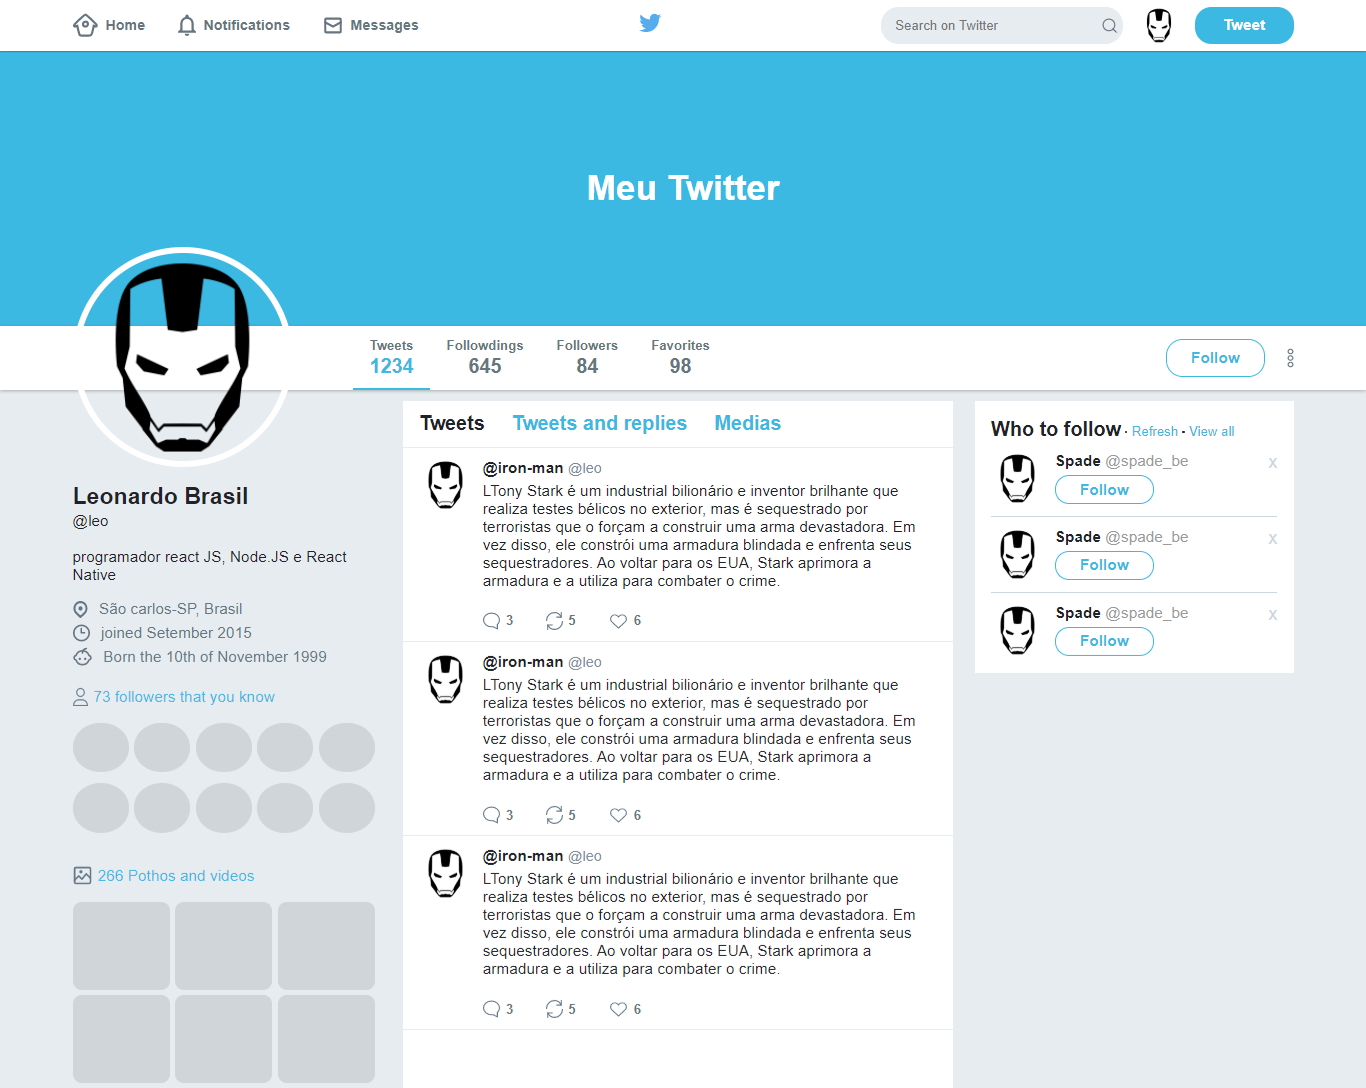 Home Notifications Messages Search on Twitter Tweet
Meu Twitter
Tweets Followdings Followers Favorites
1234 645 84 98
Follow
Leonardo Brasil
@leo
programador react JS, Node.JS e React
Native
São carlos-SP, Brasil
joined Setember 2015
Born the 10th of November 1999
73 followers that you know
266 Pothos and videos
Tweets Tweets and replies Medias
@iron-man @leo
LTony Stark é um industrial bilionário e inventor brilhante que
realiza testes bélicos no exterior, mas é sequestrado por
terroristas que o forçam a construir uma arma devastadora. Em
vez disso, ele constrói uma armadura blindada e enfrenta seus
sequestradores. Ao voltar para os EUA, Stark aprimora a
armadura e a utiliza para combater o crime.
3 5 6
@iron-man @leo
LTony Stark é um industrial bilionário e inventor brilhante que
realiza testes bélicos no exterior, mas é sequestrado por
terroristas que o forçam a construir uma arma devastadora. Em
vez disso, ele constrói uma armadura blindada e enfrenta seus
sequestradores. Ao voltar para os EUA, Stark aprimora a
armadura e a utiliza para combater o crime.
3 5 6
@iron-man @leo
LTony Stark é um industrial bilionário e inventor brilhante que
realiza testes bélicos no exterior, mas é sequestrado por
terroristas que o forçam a construir uma arma devastadora. Em
vez disso, ele constrói uma armadura blindada e enfrenta seus
sequestradores. Ao voltar para os EUA, Stark aprimora a
armadura e a utiliza para combater o crime.
3 5 6
Who to follow · Refresh · View all
Spade @spade_be x
Follow
Spade @spade_be x
Follow
Spade @spade_be x
Follow